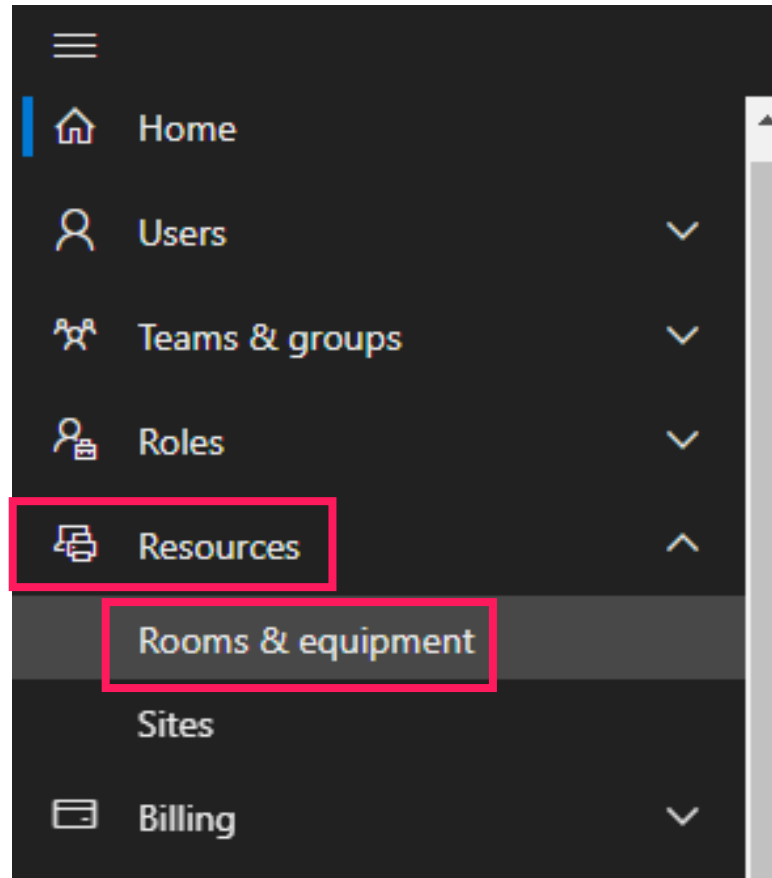 Home
Users
Teams & groups
Roles
Resources
Rooms & equipment
Sites
Billing